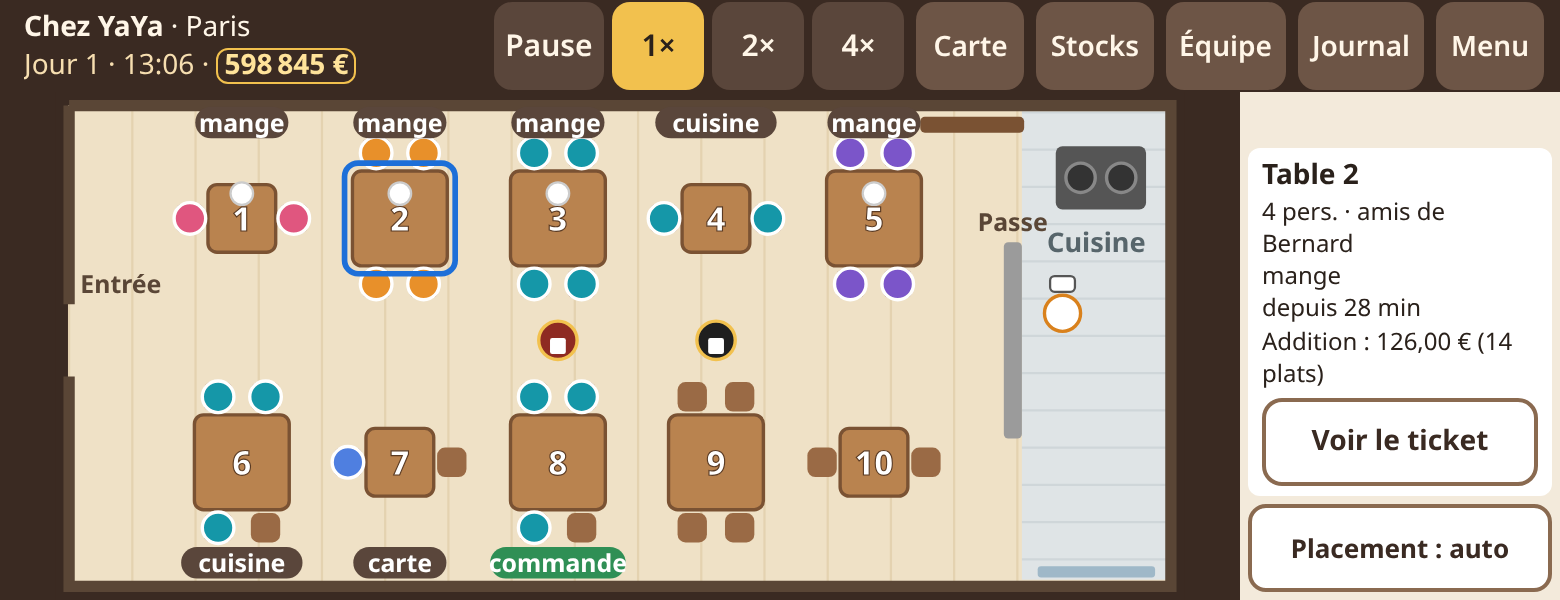 Chez YaYa · Paris
Jour 1 · 13:06 · 598 845 €
Pause
1×
2×
4×
Carte
Stocks
Équipe
Journal
Menu
mange
mange
mange
cuisine
mange
1
2
3
4
5
Passe
Cuisine
Entrée
6
7
8
9
10
cuisine
carte
commande
Table 2
4 pers. · amis de
Bernard
mange
depuis 28 min
Addition : 126,00 € (14
plats)
Voir le ticket
Placement : auto